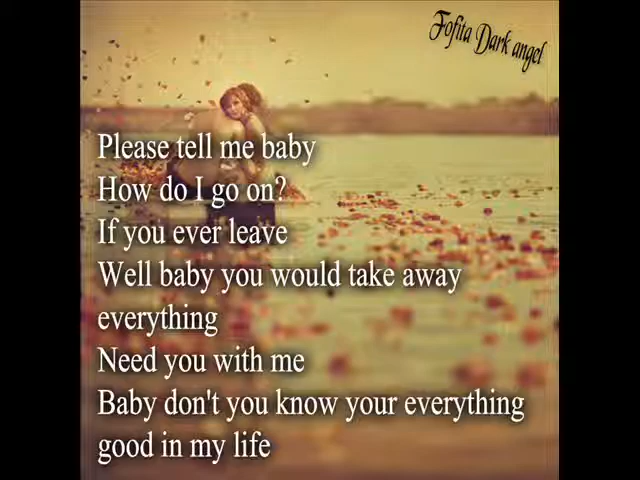 Fofita Dark angel
Please tell me baby
How do I go on?
If you ever leave
Well baby you would take away
everything
Need you with me
Baby don't you know your everything
good in my life